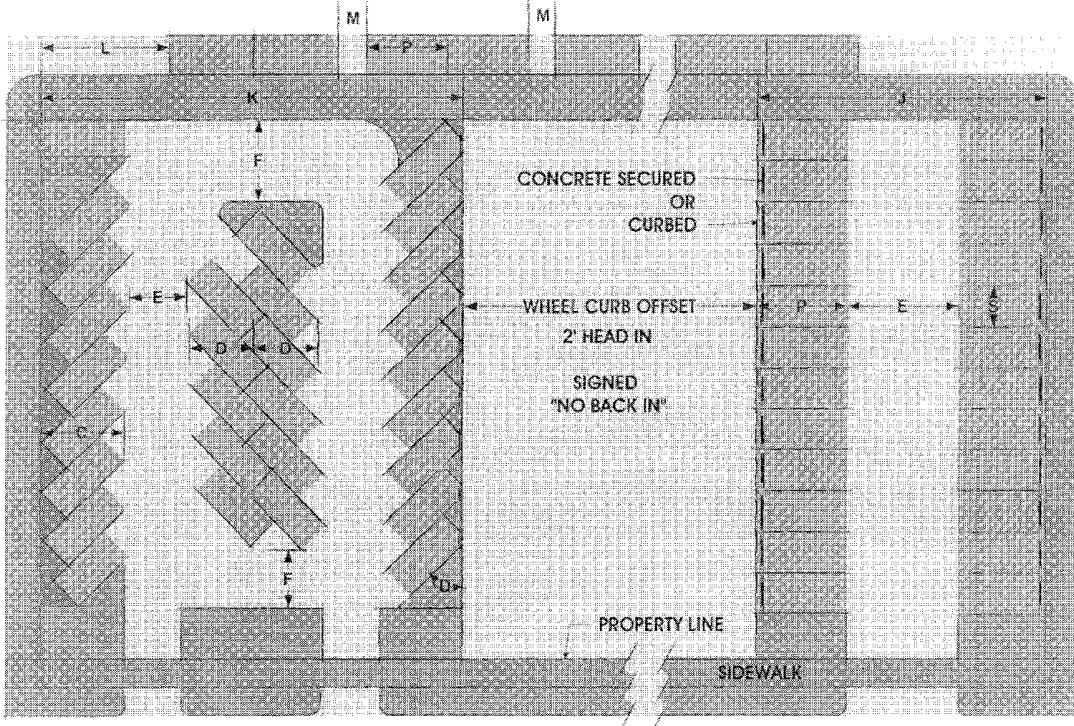 M
M
L
P
K
J
F
CONCRETE SECURED
OR
CURBED
E
WHEEL CURB OFFSET
P
E
2' HEAD IN
D
D
SIGNED
"NO BACK IN"
C
F
PROPERTY LINE
SIDEWALK